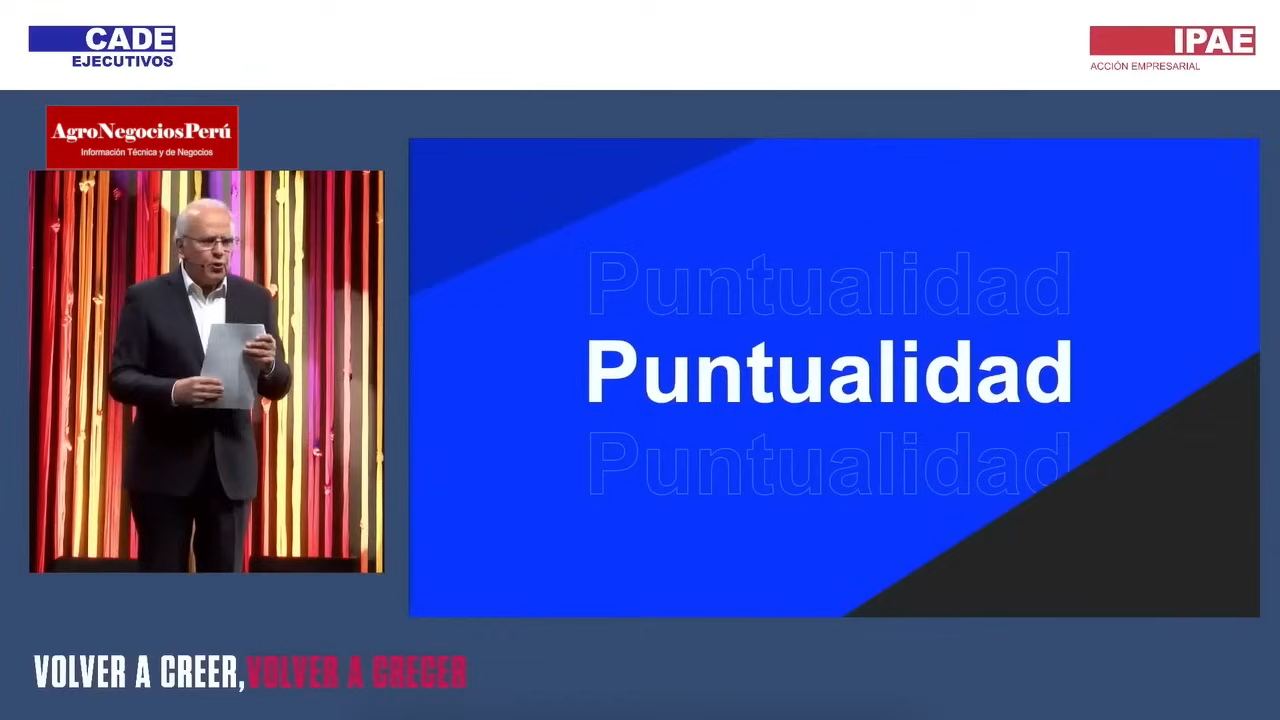 CADE
EJECUTIVOS
IPAE
ACCIÓN EMPRESARIAL
AgroNegociosPerú
Información Técnica y de Negocios
Puntualidad
Puntualidad
Puntualidad
VOLVER A CREER, VOLVER A CRECER